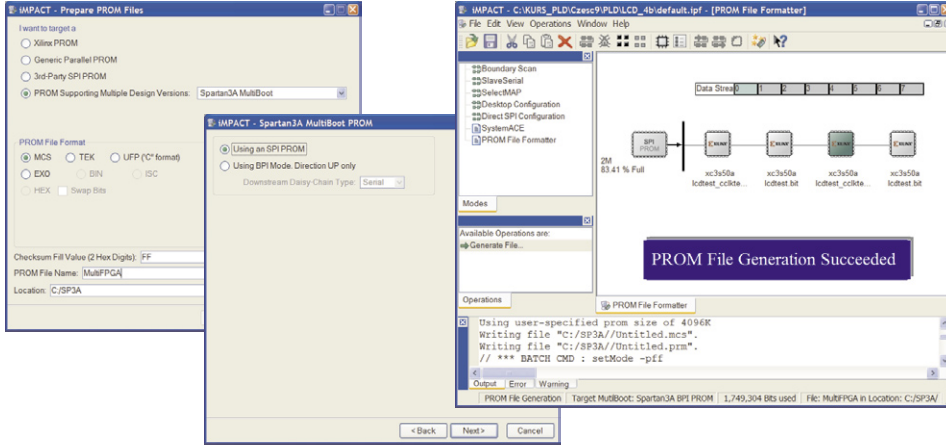 iMPACT - Prepare PROM Files
I want to target a
Xilinx PROM
Generic Parallel PROM
3rd-Party SPI PROM
PROM Supporting Multiple Design Versions: Spartan3A MultiBoot
PROM File Format
MCS TEK UFP ("C" format)
EXO BIN ISC
HEX Swap Bits
Checksum Fill Value (2 Hex Digits): FF
PROM File Name: MultiFPGA
Location: C:/SP3A
iMPACT - Spartan3A MultiBoot PROM
Using an SPI PROM
Using BPI Mode. Direction UP only
Downstream Daisy-Chain Type: Serial
< Back Next > Cancel
iMPACT - C:\KURS_PLD\Czesc9\PLD\LCD_4b\default.ipf - [PROM File Formatter]
File Edit View Operations Window Help
Boundary Scan
SlaveSerial
SelectMAP
Desktop Configuration
Direct SPI Configuration
SystemACE
PROM File Formatter
Modes
Available Operations are:
Generate File...
Operations
Data Strea 0 1 2 3 4 5 6 7
PROM
2M
83.41 % Full
xc3s50a xc3s50a xc3s50a xc3s50a
lcdtest_cclkte... lcdtest.bit lcdtest_cclkte... lcdtest.bit
PROM File Generation Succeeded
PROM File Formatter
Using user-specified prom size of 4096K
Writing file "C:/SP3A//Untitled.mcs".
Writing file "C:/SP3A//Untitled.prm".
// *** BATCH CMD : setMode -pff
Output Error Warning
PROM File Generation Target MutilBoot: Spartan3A BPI PROM 1,749,304 Bits used File: MultiFPGA in Location: C:/SP3A/